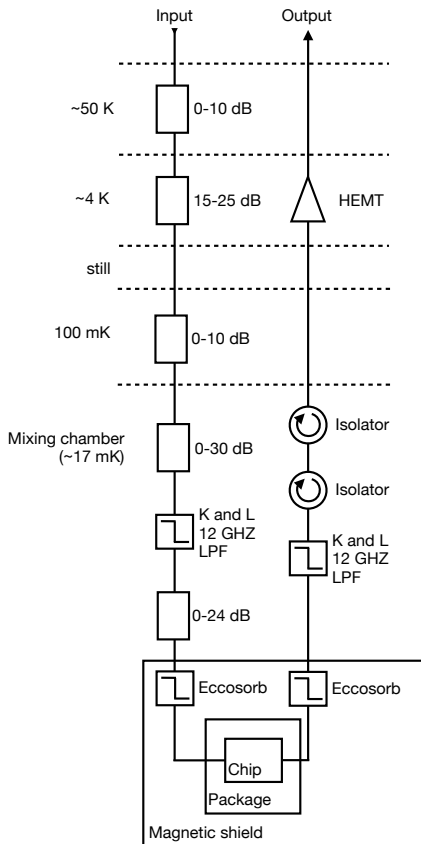 Input
Output
~50 K
0-10 dB
~4 K
15-25 dB
HEMT
still
100 mK
0-10 dB
Mixing chamber
(~17 mK)
0-30 dB
Isolator
Isolator
K and L
12 GHZ
LPF
K and L
12 GHZ
LPF
0-24 dB
Eccosorb
Eccosorb
Chip
Package
Magnetic shield